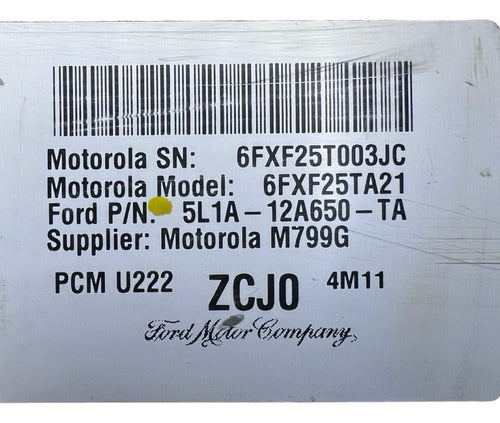 Motorola SN: 6FXF25T003JC
Motorola Model: 6FXF25TA21
Ford P/N: 5L1A-12A650-TA
Supplier: Motorola M799G
PCM U222 ZCJ0 4M11
Ford Motor Company,